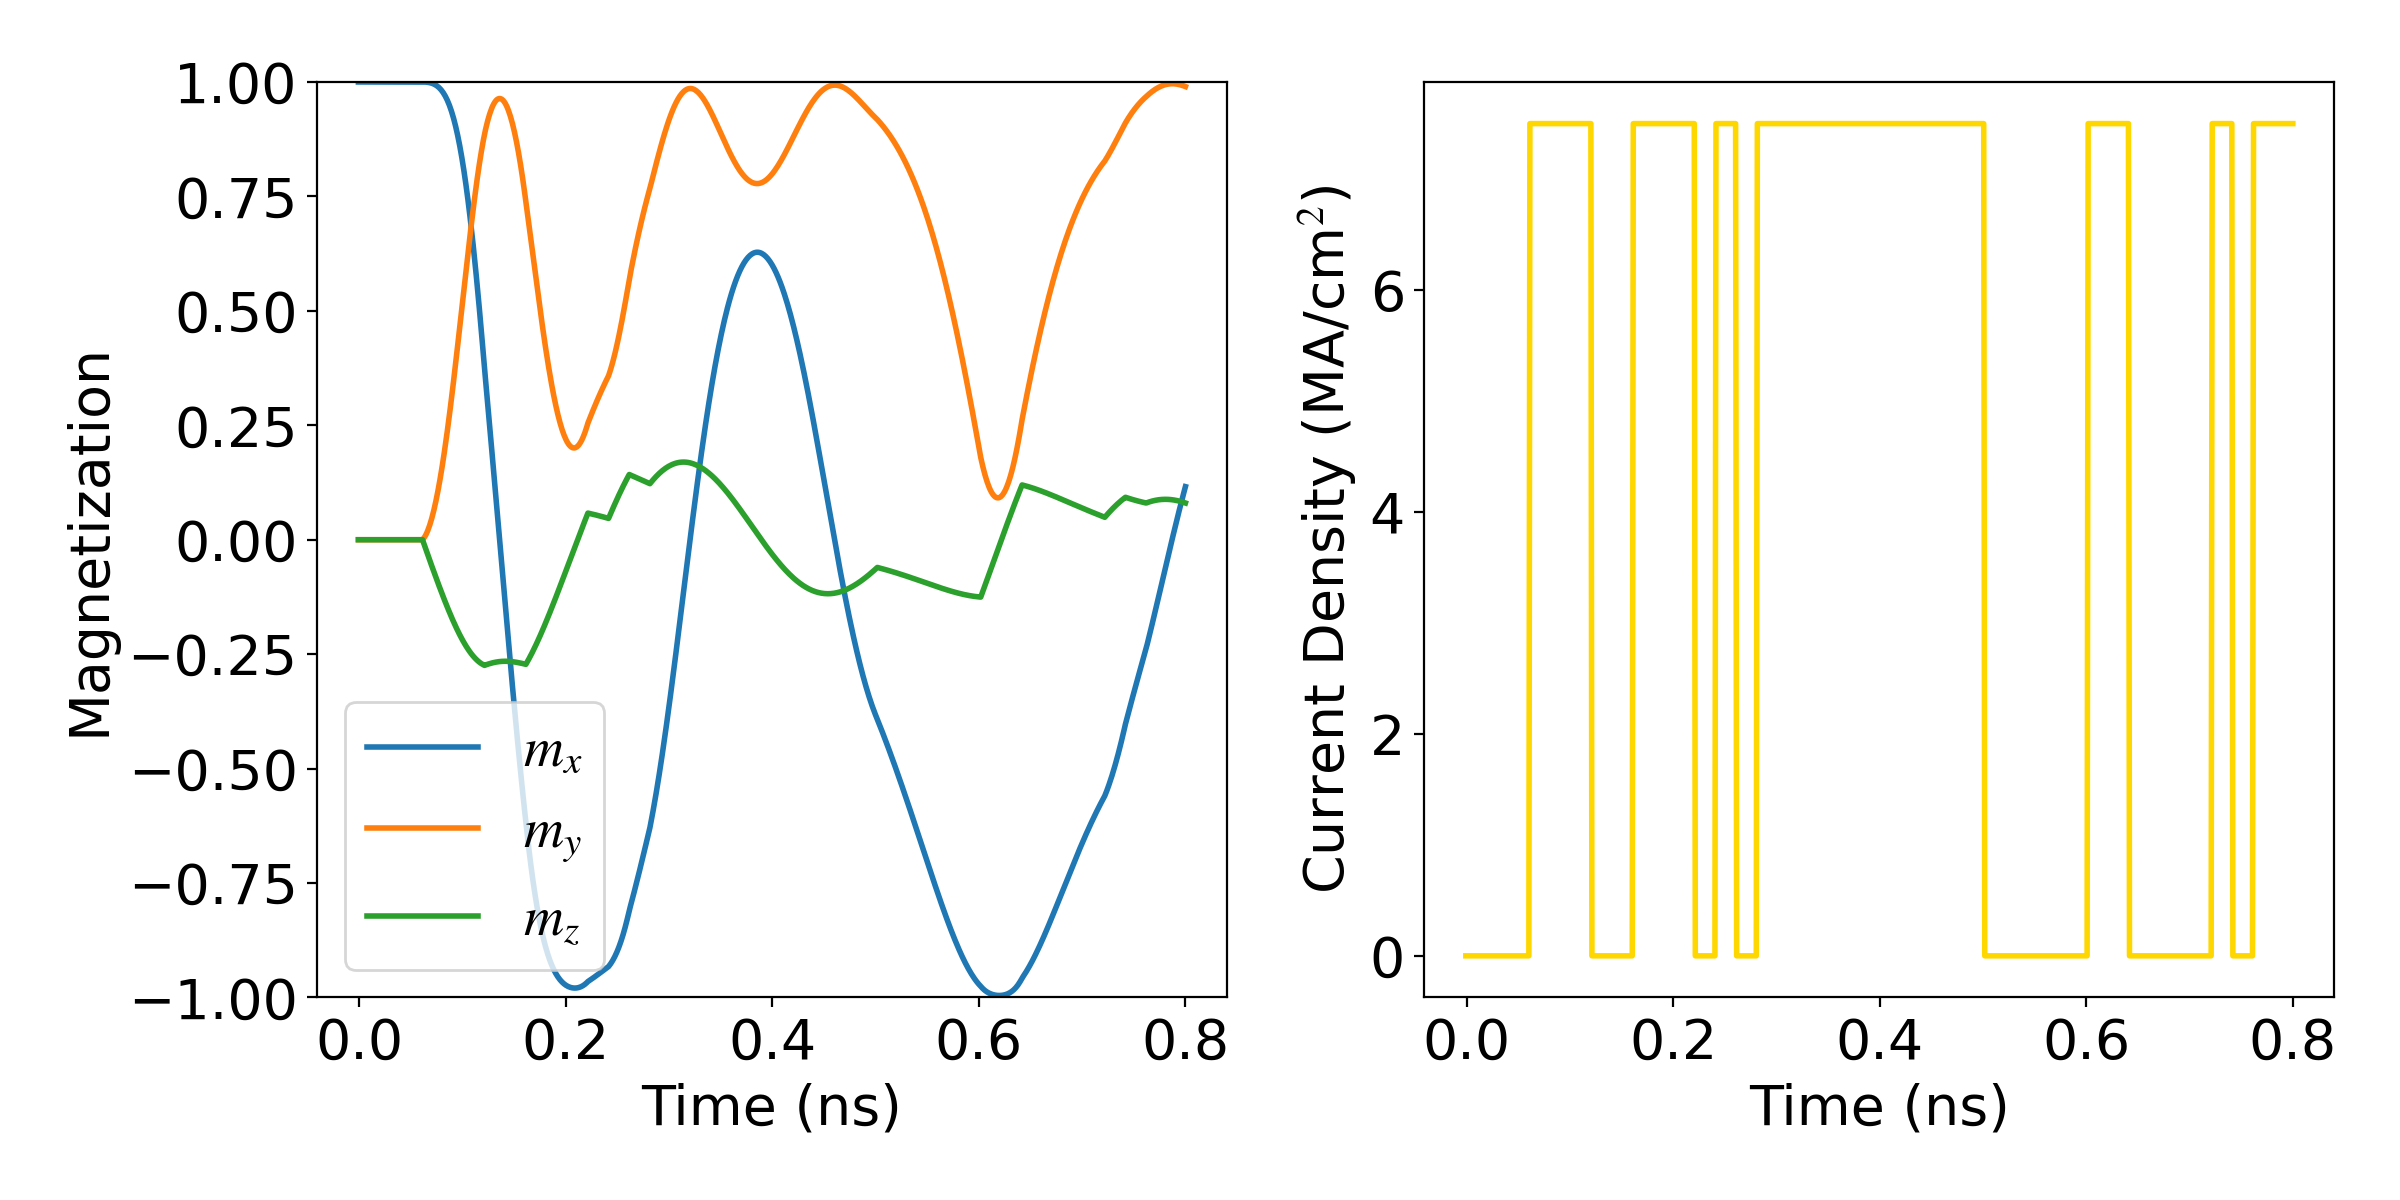 1.00
0.75
0.50
0.25
0.00
−0.25
−0.50
−0.75
−1.00
Magnetization
m_x
m_y
m_z
0.0 0.2 0.4 0.6 0.8
Time (ns)
6
4
2
0
Current Density (MA/cm²)
0.0 0.2 0.4 0.6 0.8
Time (ns)